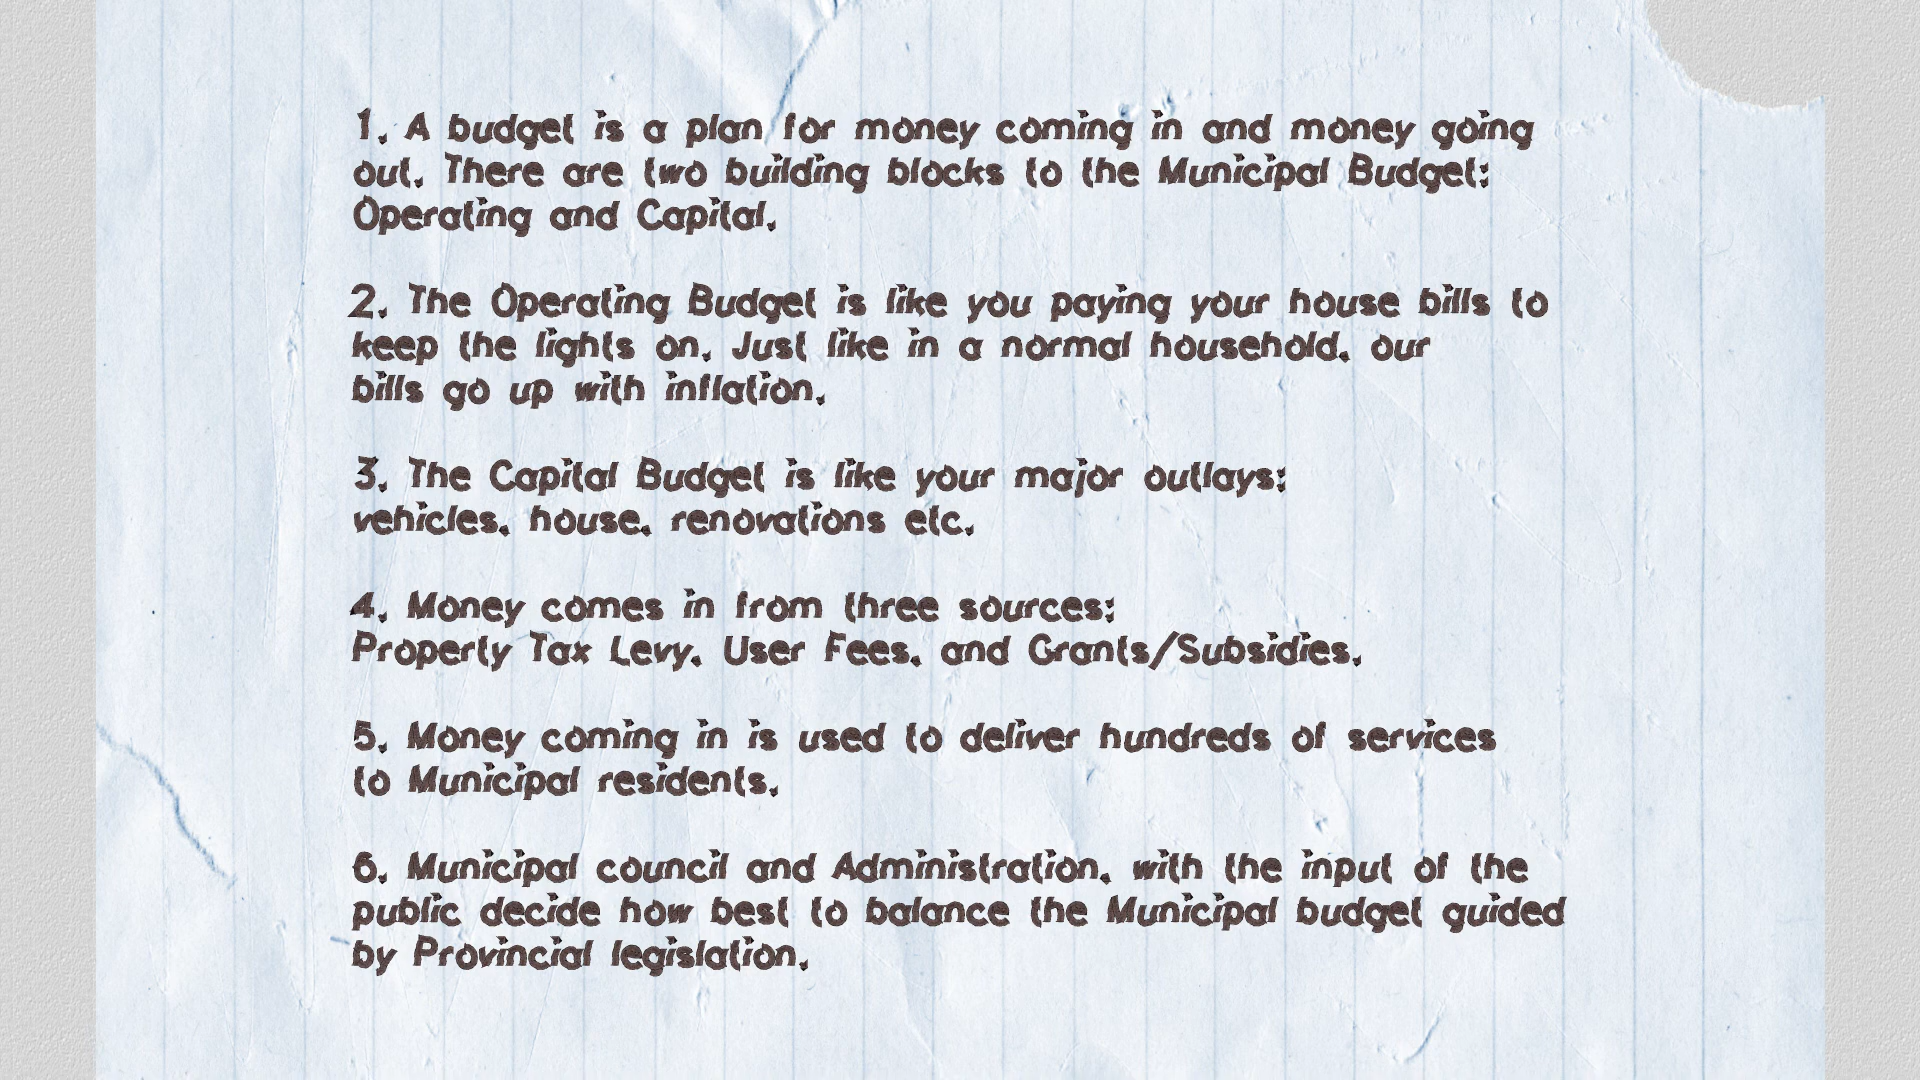 1. A budget is a plan for money coming in and money going
out. There are two building blocks to the Municipal Budget:
Operating and Capital.
2. The Operating Budget is like you paying your house bills to
keep the lights on. Just like in a normal household, our
bills go up with inflation.
3. The Capital Budget is like your major outlays:
vehicles, house, renovations etc.
4. Money comes in from three sources:
Property Tax Levy, User Fees, and Grants/Subsidies.
5. Money coming in is used to deliver hundreds of services
to Municipal residents.
6. Municipal council and Administration, with the input of the
public decide how best to balance the Municipal budget guided
by Provincial legislation.